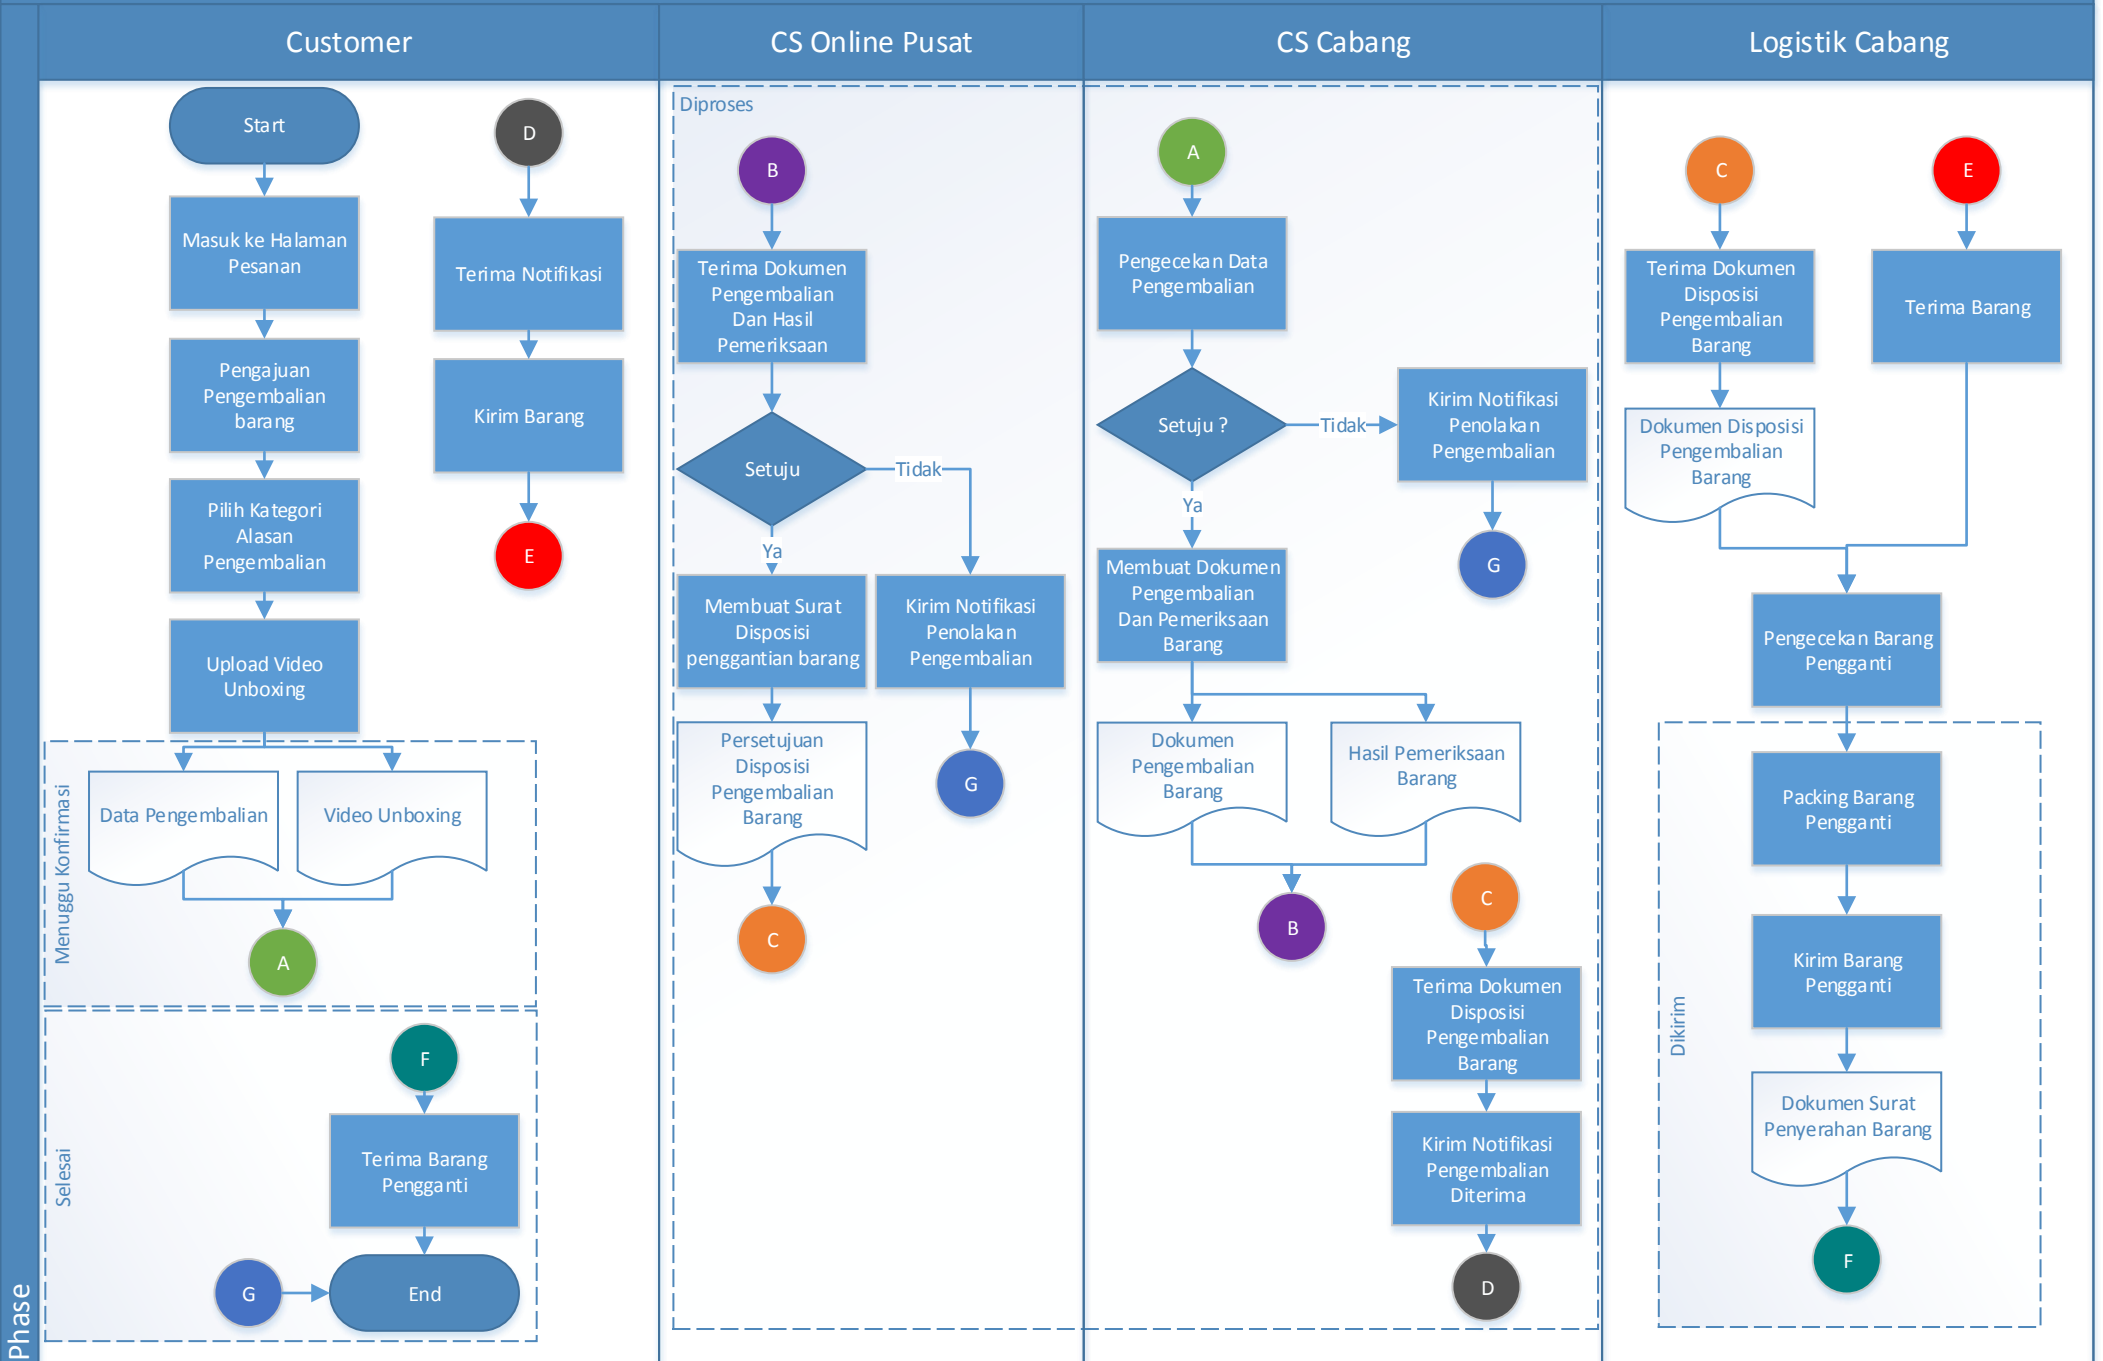 Customer
CS Online Pusat
CS Cabang
Logistik Cabang
Phase
Start
Masuk ke Halaman
Pesanan
Pengajuan
Pengembalian
barang
Pilih Kategori
Alasan
Pengembalian
Upload Video
Unboxing
Menuggu Konfirmasi
Data Pengembalian
Video Unboxing
A
D
Terima Notifikasi
Kirim Barang
E
Selesai
F
Terima Barang
Pengganti
G
End
Diproses
B
Terima Dokumen
Pengembalian
Dan Hasil
Pemeriksaan
Setuju
Tidak
Ya
Membuat Surat
Disposisi
penggantian barang
Kirim Notifikasi
Penolakan
Pengembalian
Persetujuan
Disposisi
Pengembalian
Barang
G
C
A
Pengecekan Data
Pengembalian
Setuju ?
Tidak
Kirim Notifikasi
Penolakan
Pengembalian
G
Ya
Membuat Dokumen
Pengembalian
Dan Pemeriksaan
Barang
Dokumen
Pengembalian
Barang
Hasil Pemeriksaan
Barang
B
C
Terima Dokumen
Disposisi
Pengembalian
Barang
Kirim Notifikasi
Pengembalian
Diterima
D
C
Terima Dokumen
Disposisi
Pengembalian
Barang
Dokumen Disposisi
Pengembalian
Barang
E
Terima Barang
Pengecekan Barang
Pengganti
Dikirim
Packing Barang
Pengganti
Kirim Barang
Pengganti
Dokumen Surat
Penyerahan Barang
F